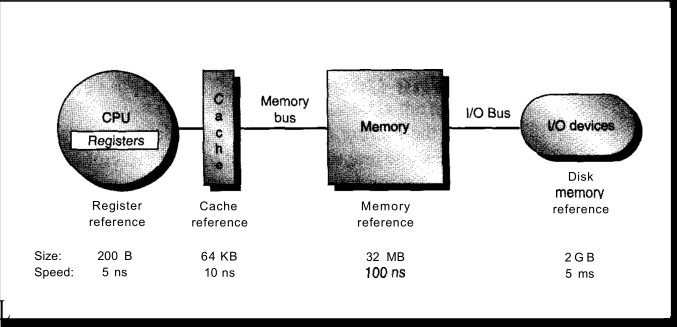 CPU
Registers
Cache
Memory
bus
Memory
I/O Bus
I/O devices
Register
reference
Cache
reference
Memory
reference
Disk
memory
reference
Size: 200 B 64 KB 32 MB 2 GB
Speed: 5 ns 10 ns 100 ns 5 ms